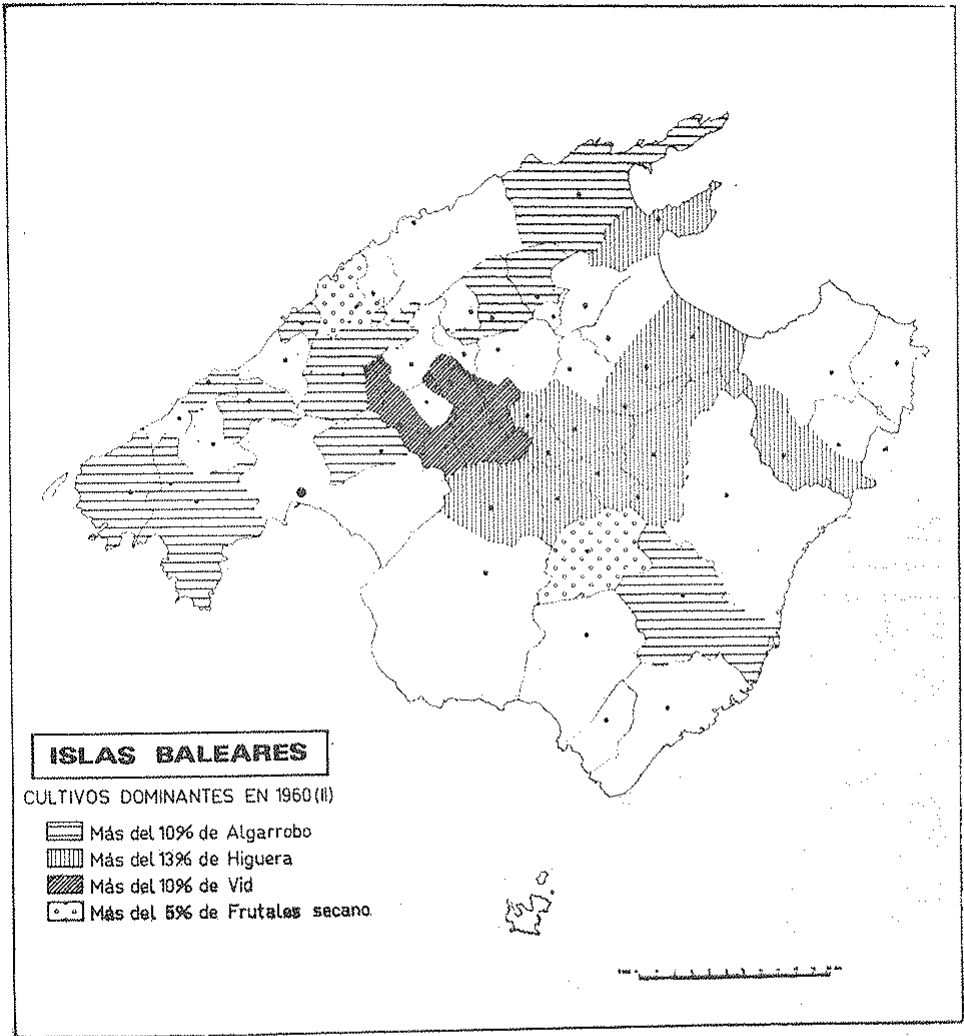 ISLAS BALEARES
CULTIVOS DOMINANTES EN 1960 (II)
Más del 10% de Algarrobo
Más del 13% de Higuera
Más del 10% de Vid
Más del 5% de Frutales secano